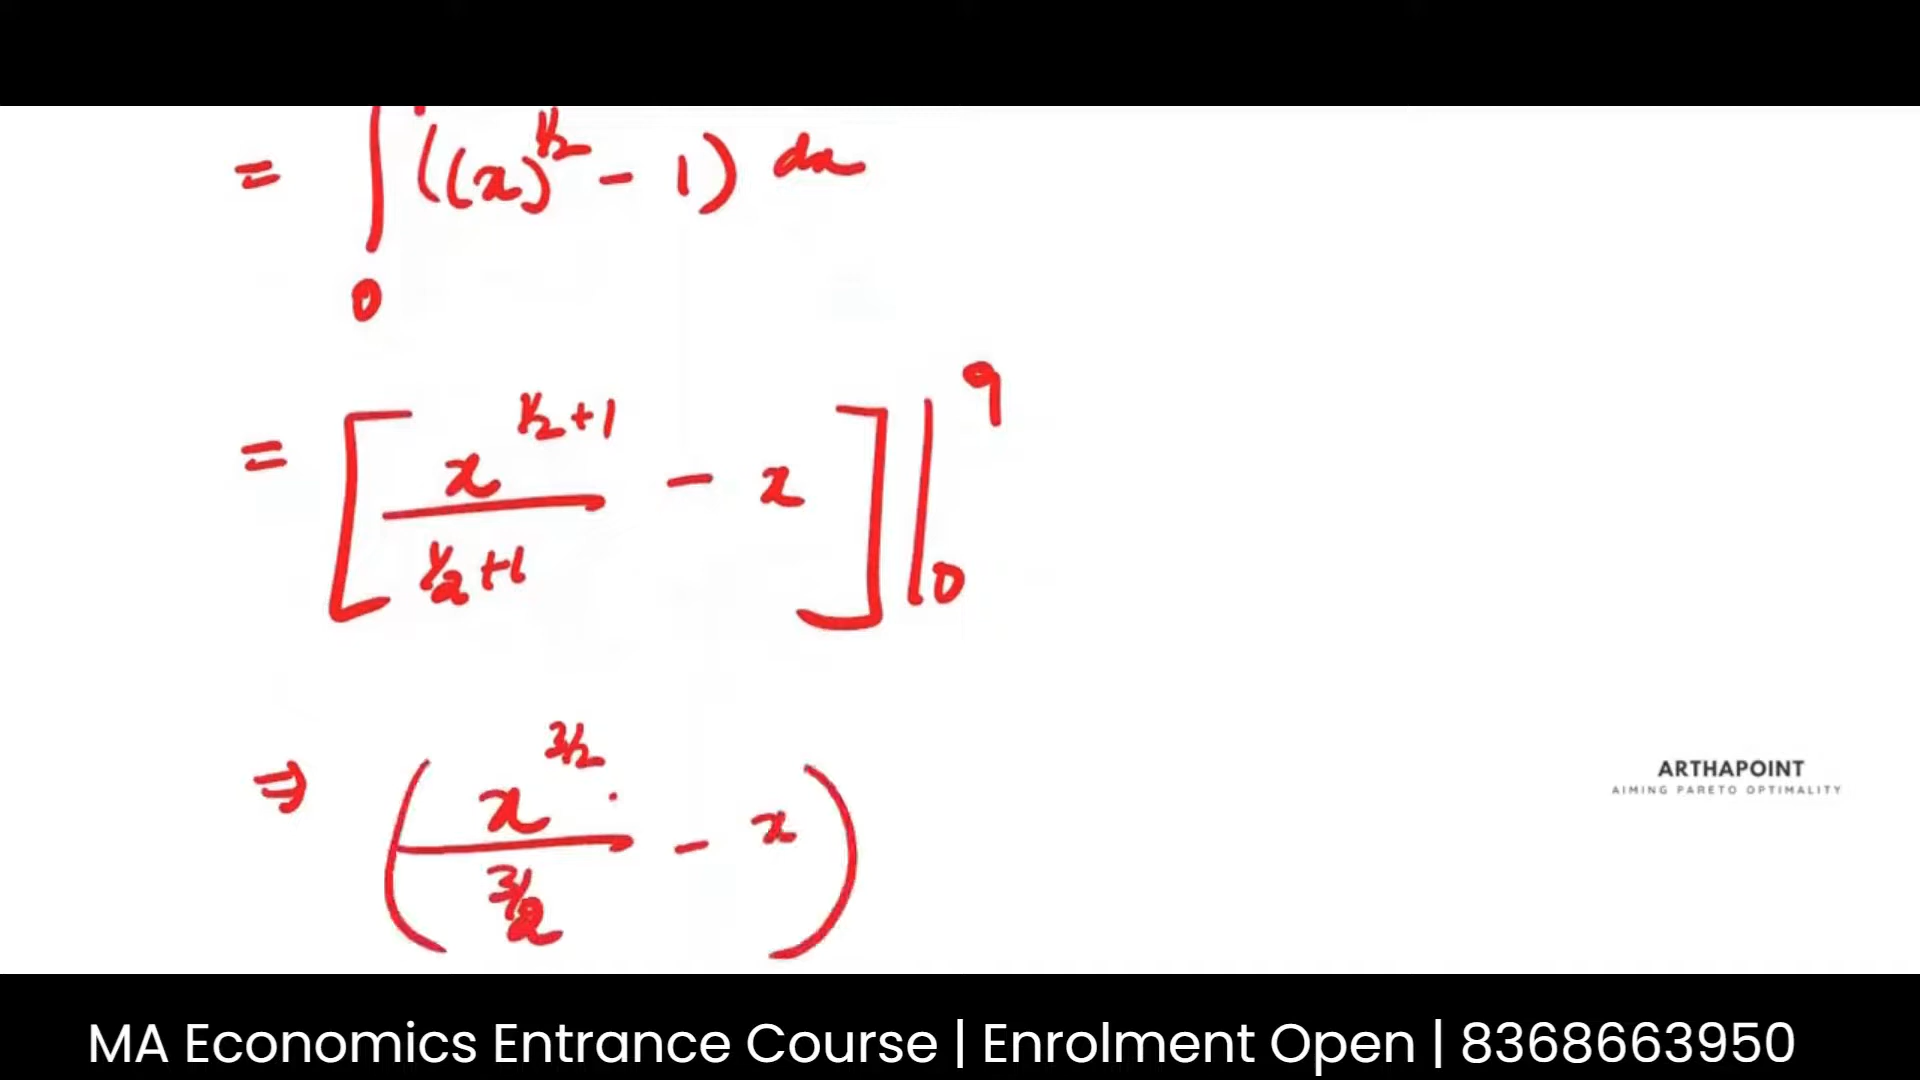 = ∫₀ ((x)^½ - 1) dx
= [x^(½+1) / (½+1) - x] |₀⁹
⇒ (x^(3/2) / (3/2) - x)
ARTHAPOINT
AIMING PARETO OPTIMALITY
MA Economics Entrance Course | Enrolment Open | 8368663950